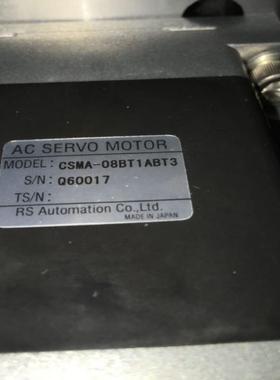 AC SERVO MOTOR
MODEL: CSMA-08BT1ABT3
S/N: Q60017
TS/N:
RS Automation Co.,Ltd.
MADE IN JAPAN